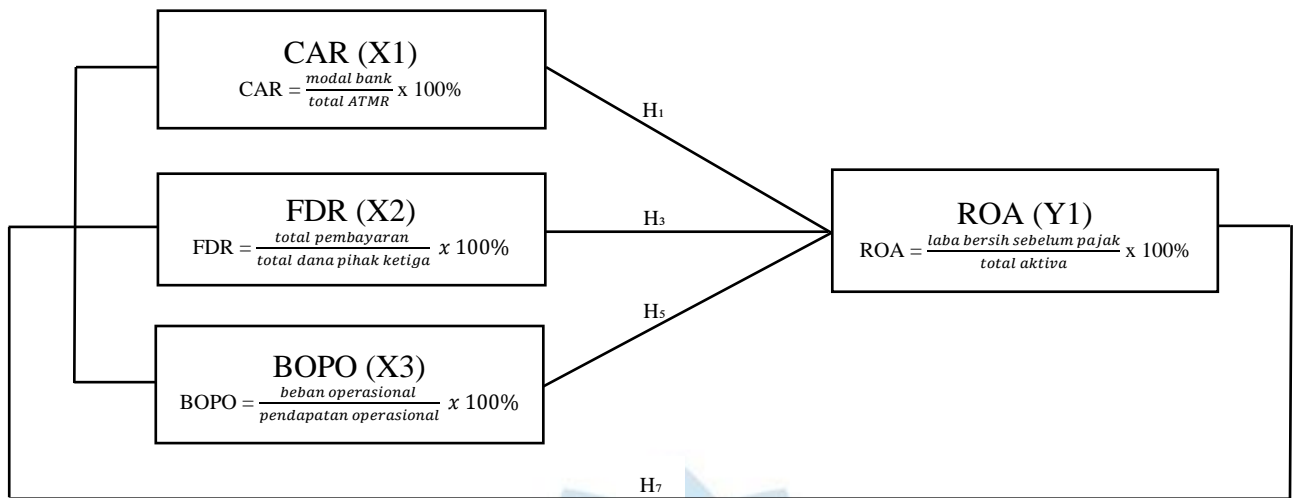 CAR (X1)
CAR = modal bank / total ATMR x 100%
H₁
FDR (X2)
FDR = total pembayaran / total dana pihak ketiga x 100%
H₃
ROA (Y1)
ROA = laba bersih sebelum pajak / total aktiva x 100%
H₅
BOPO (X3)
BOPO = beban operasional / pendapatan operasional x 100%
H₇